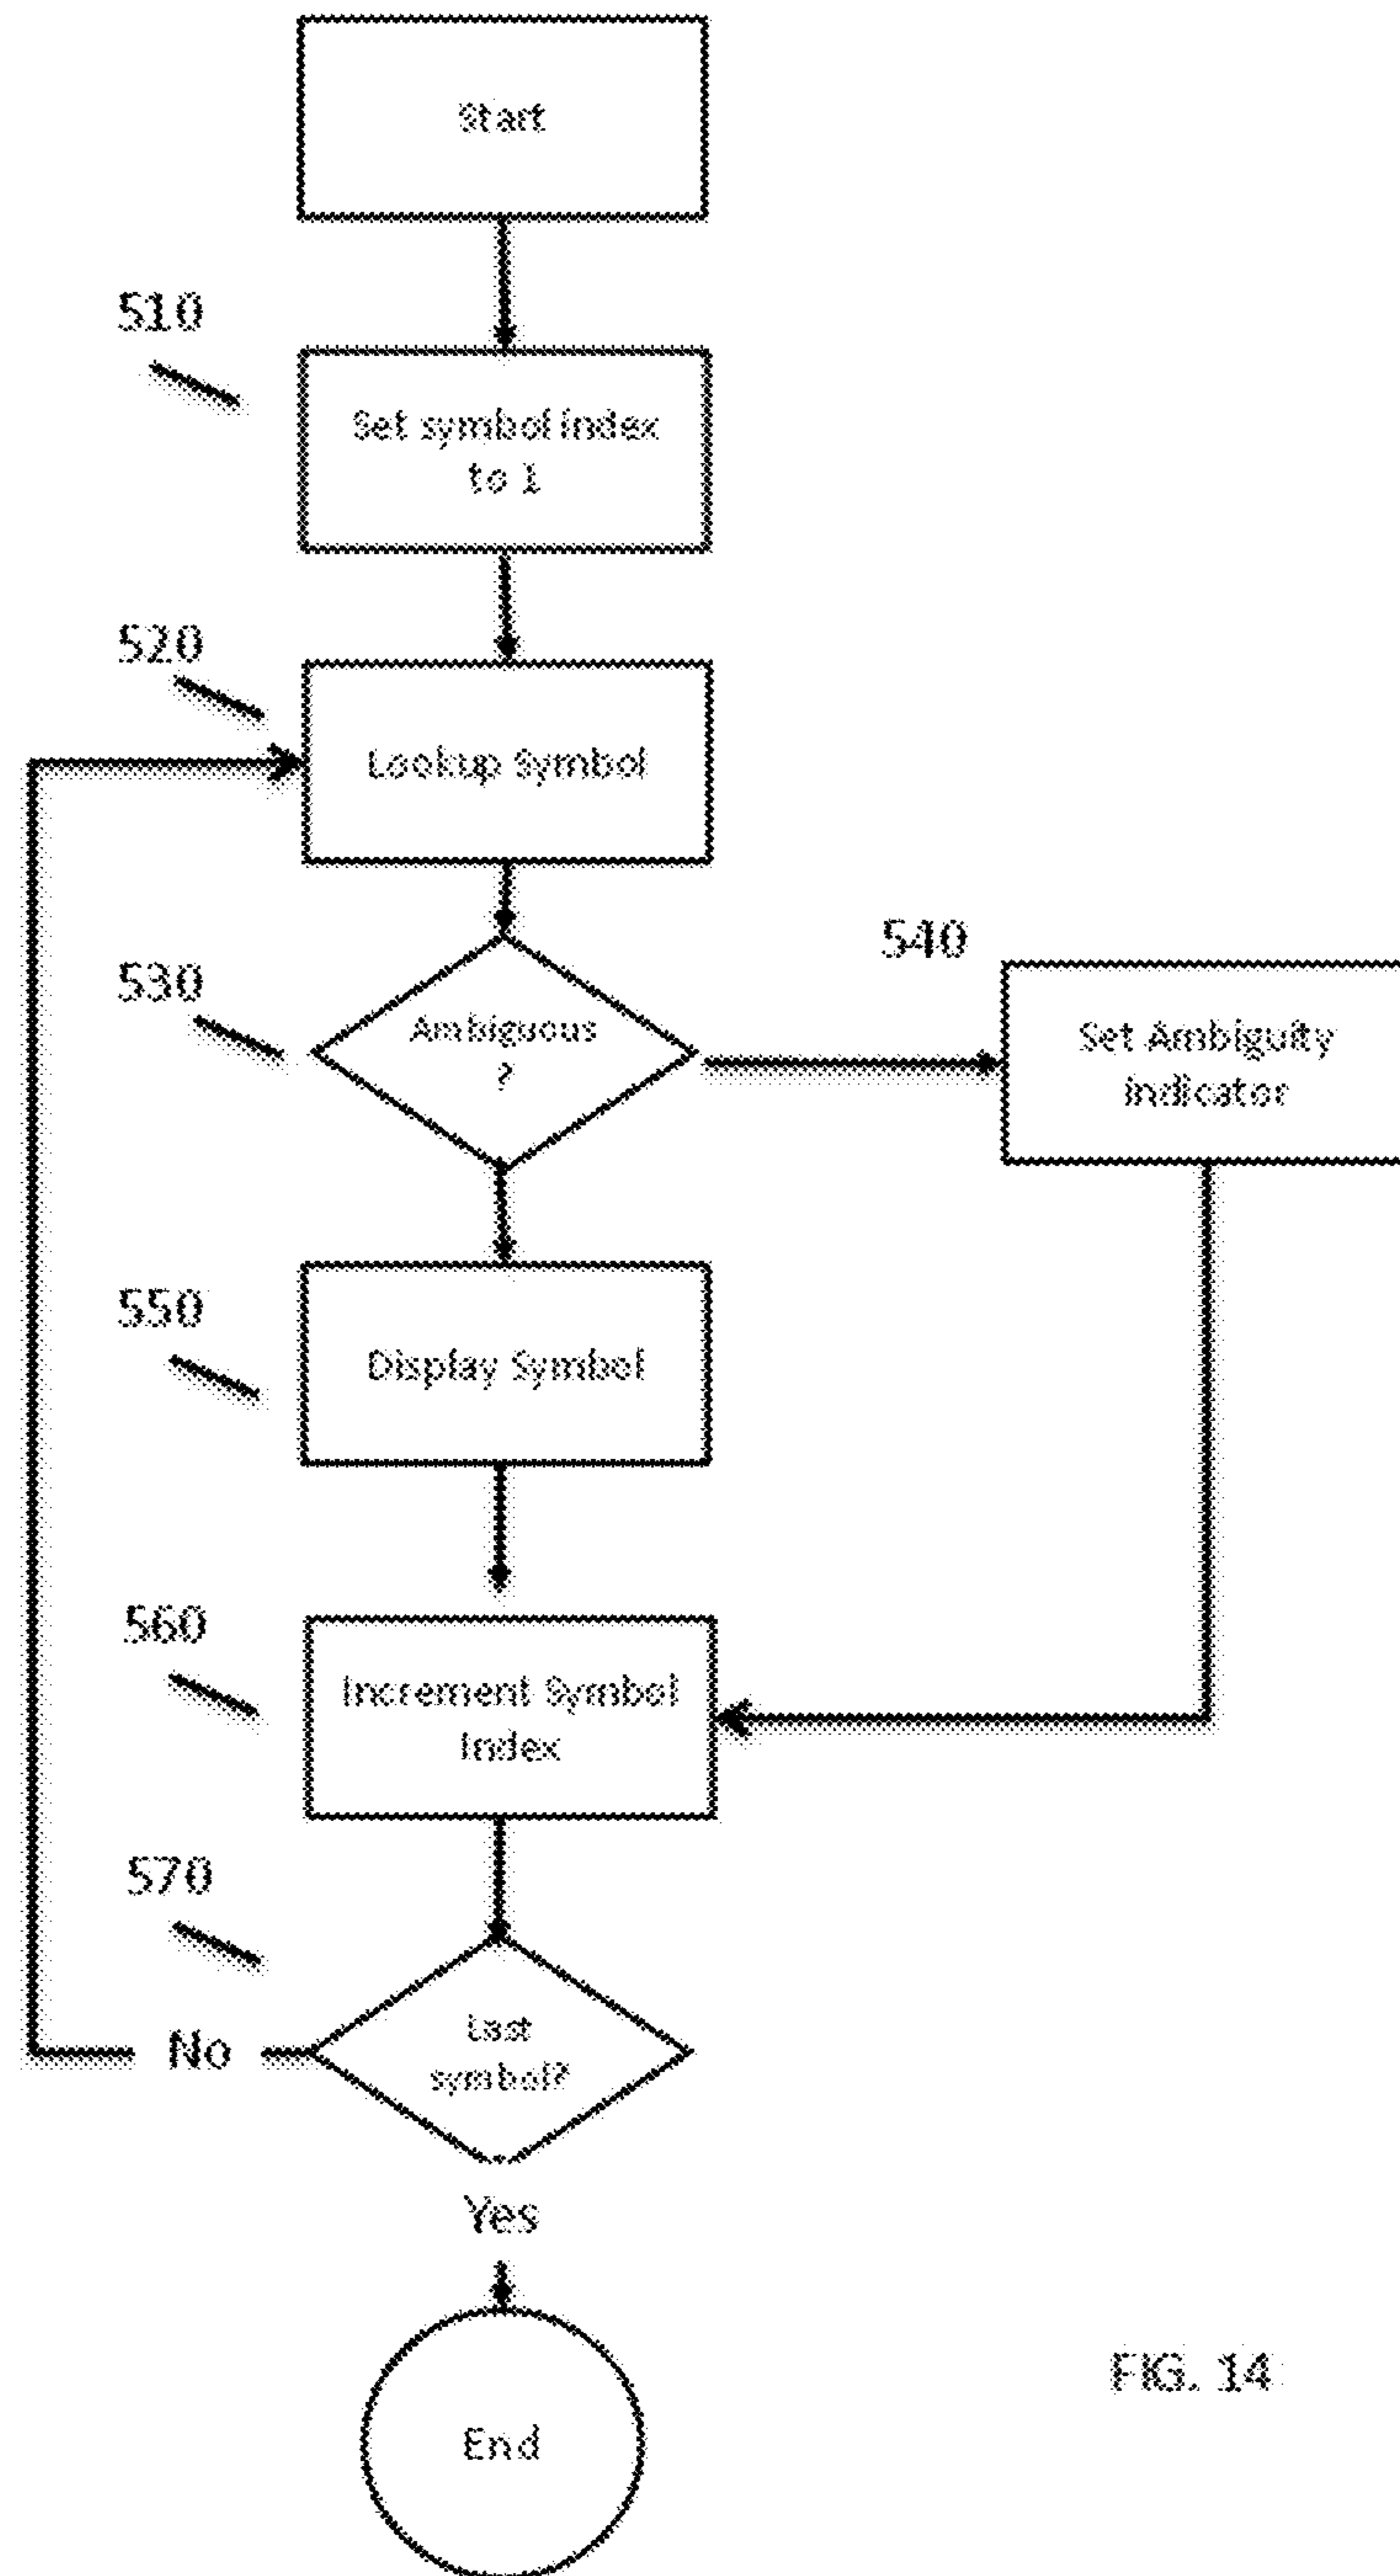 Start
510
Set symbol index
to 1
520
Lookup Symbol
530
Ambiguous
?
540
Set Ambiguity
indicator
550
Display Symbol
560
Increment Symbol
Index
570
Last
symbol?
No
Yes
End
FIG. 14